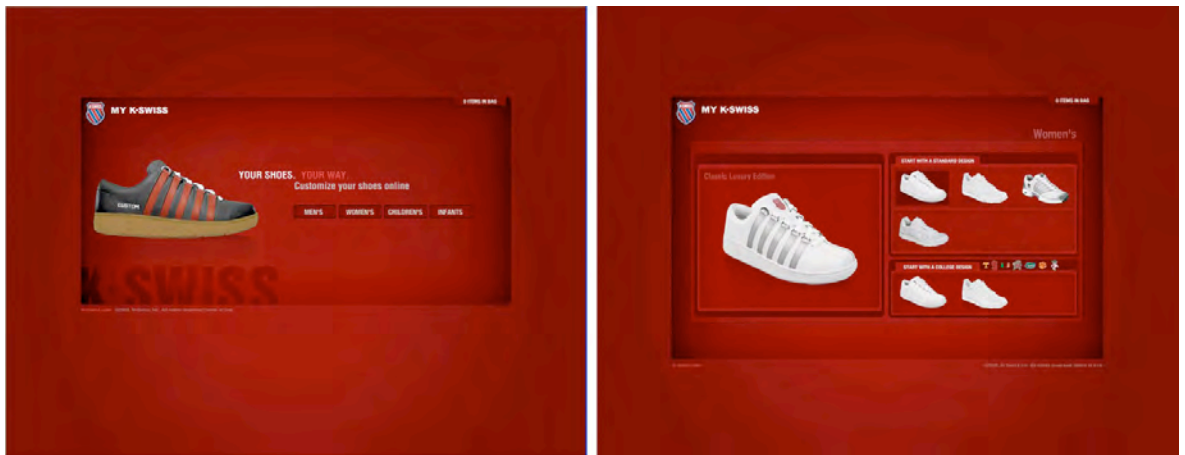 0 ITEMS IN BAG
MY K•SWISS
YOUR SHOES. YOUR WAY.
Customize your shoes online
CUSTOM
MEN'S WOMEN'S CHILDREN'S INFANTS
K•SWISS
0 ITEMS IN BAG
MY K•SWISS
Women's
START WITH A STANDARD DESIGN
Classic Luxury Edition
START WITH A COLLEGE DESIGN